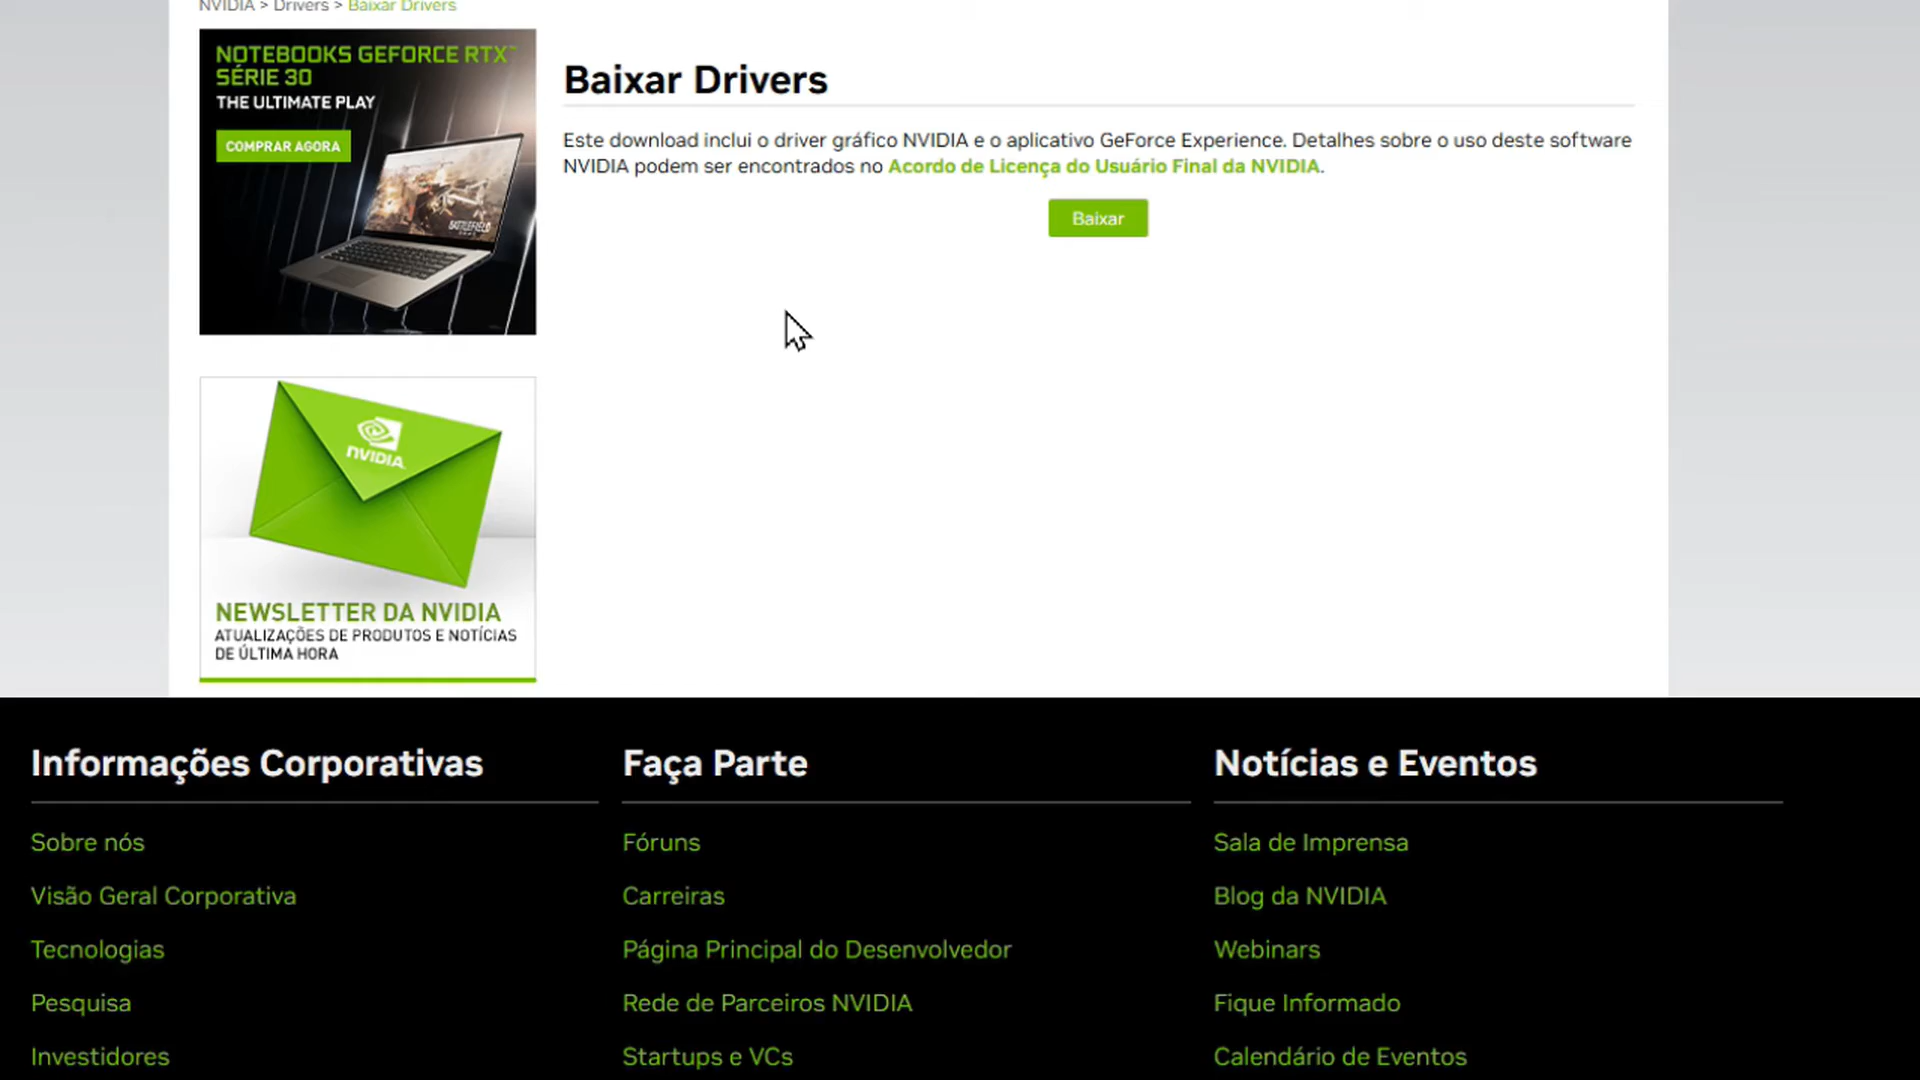 NVIDIA > Drivers > Baixar Drivers
NOTEBOOKS GEFORCE RTX™
SÉRIE 30
THE ULTIMATE PLAY
COMPRAR AGORA
BATTLEFIELD
Baixar Drivers
Este download inclui o driver gráfico NVIDIA e o aplicativo GeForce Experience. Detalhes sobre o uso deste software
NVIDIA podem ser encontrados no Acordo de Licença do Usuário Final da NVIDIA.
Baixar
NVIDIA
NEWSLETTER DA NVIDIA
ATUALIZAÇÕES DE PRODUTOS E NOTÍCIAS
DE ÚLTIMA HORA
Informações Corporativas
Sobre nós
Visão Geral Corporativa
Tecnologias
Pesquisa
Investidores
Faça Parte
Fóruns
Carreiras
Página Principal do Desenvolvedor
Rede de Parceiros NVIDIA
Startups e VCs
Notícias e Eventos
Sala de Imprensa
Blog da NVIDIA
Webinars
Fique Informado
Calendário de Eventos